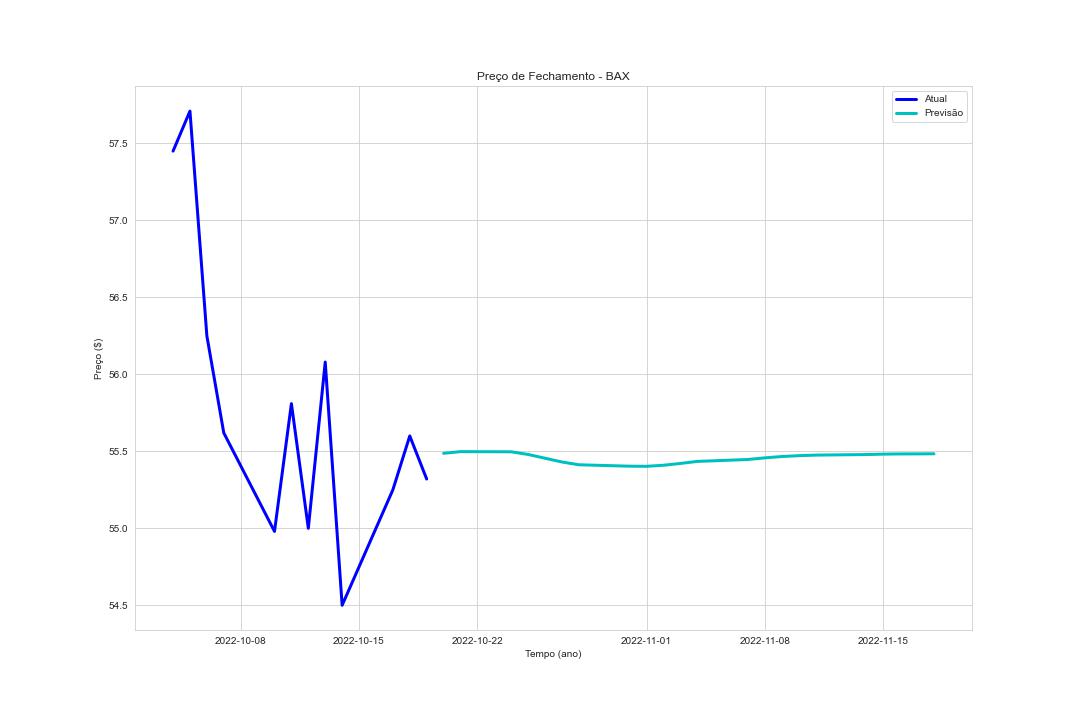 Preço de Fechamento - BAX
Atual
Previsão
57.5
57.0
56.5
56.0
55.5
55.0
54.5
Preço ($)
2022-10-08
2022-10-15
2022-10-22
2022-11-01
2022-11-08
2022-11-15
Tempo (ano)